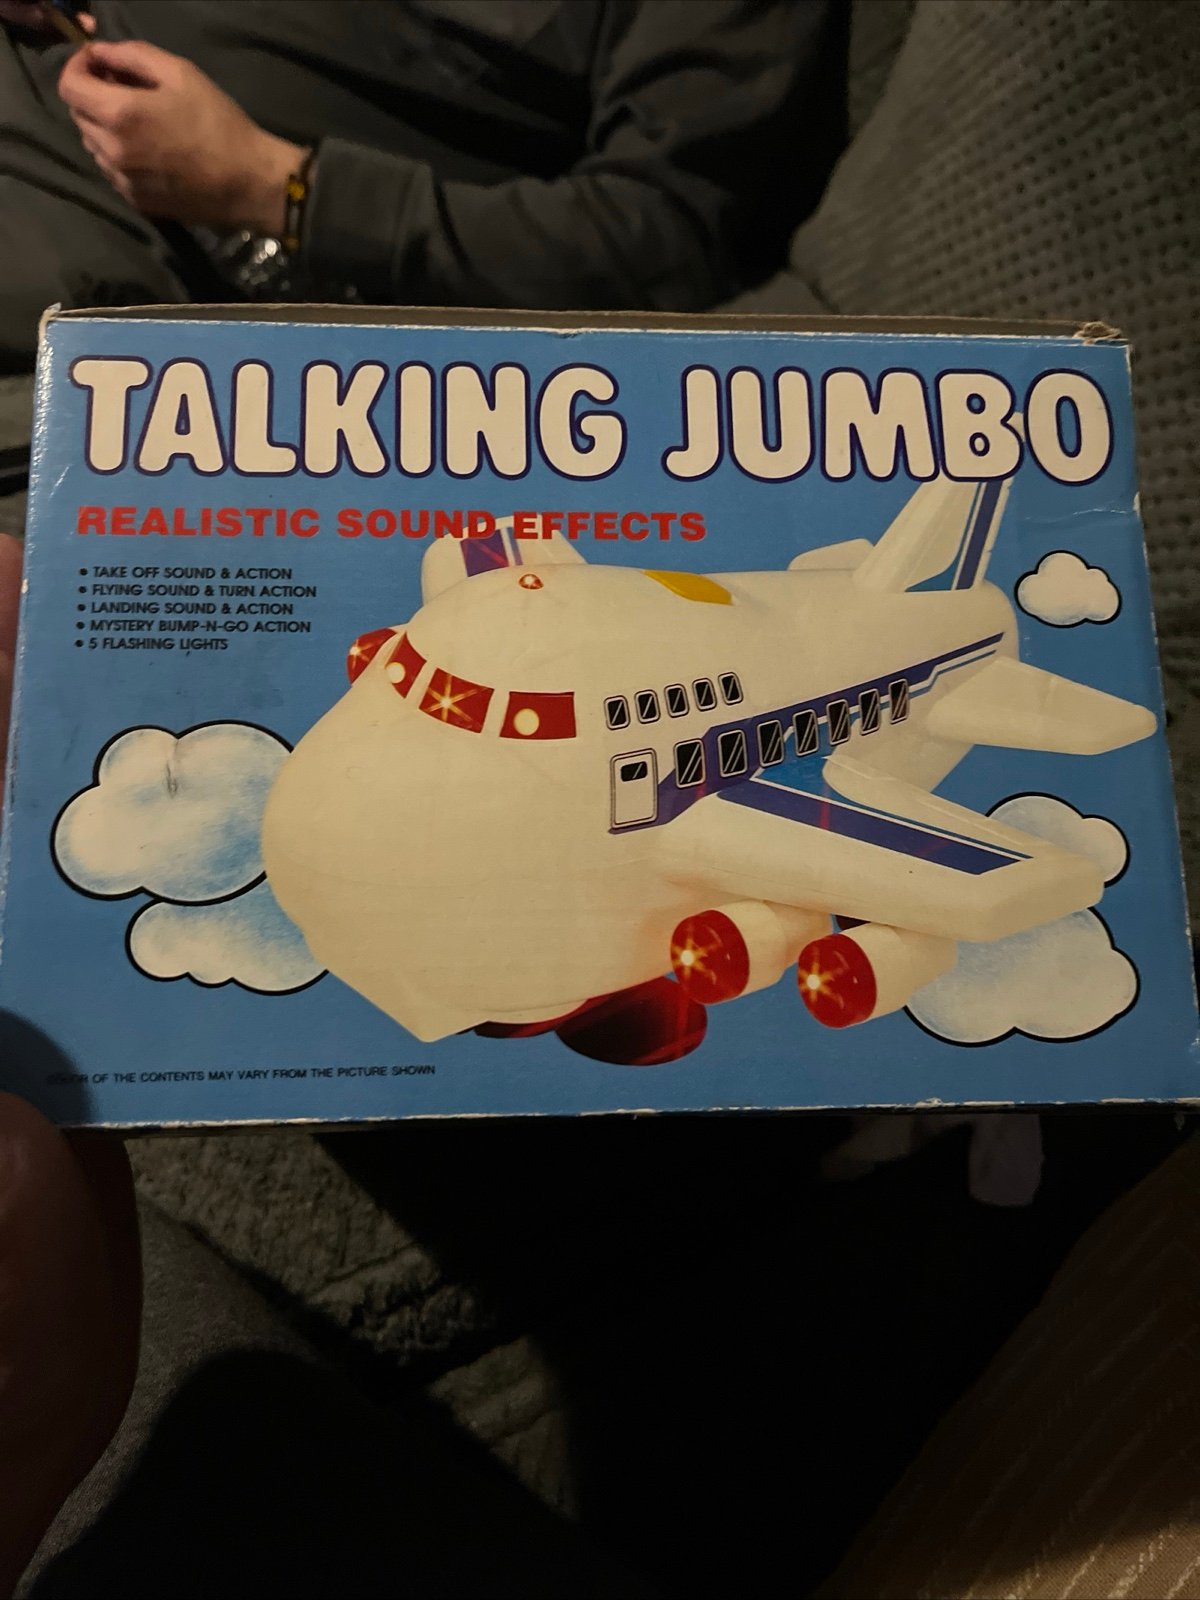 TALKING JUMBO
REALISTIC SOUND EFFECTS
• TAKE OFF SOUND & ACTION
• FLYING SOUND & TURN ACTION
• LANDING SOUND & ACTION
• MYSTERY BUMP-N-GO ACTION
• 5 FLASHING LIGHTS
COLOR OF THE CONTENTS MAY VARY FROM THE PICTURE SHOWN